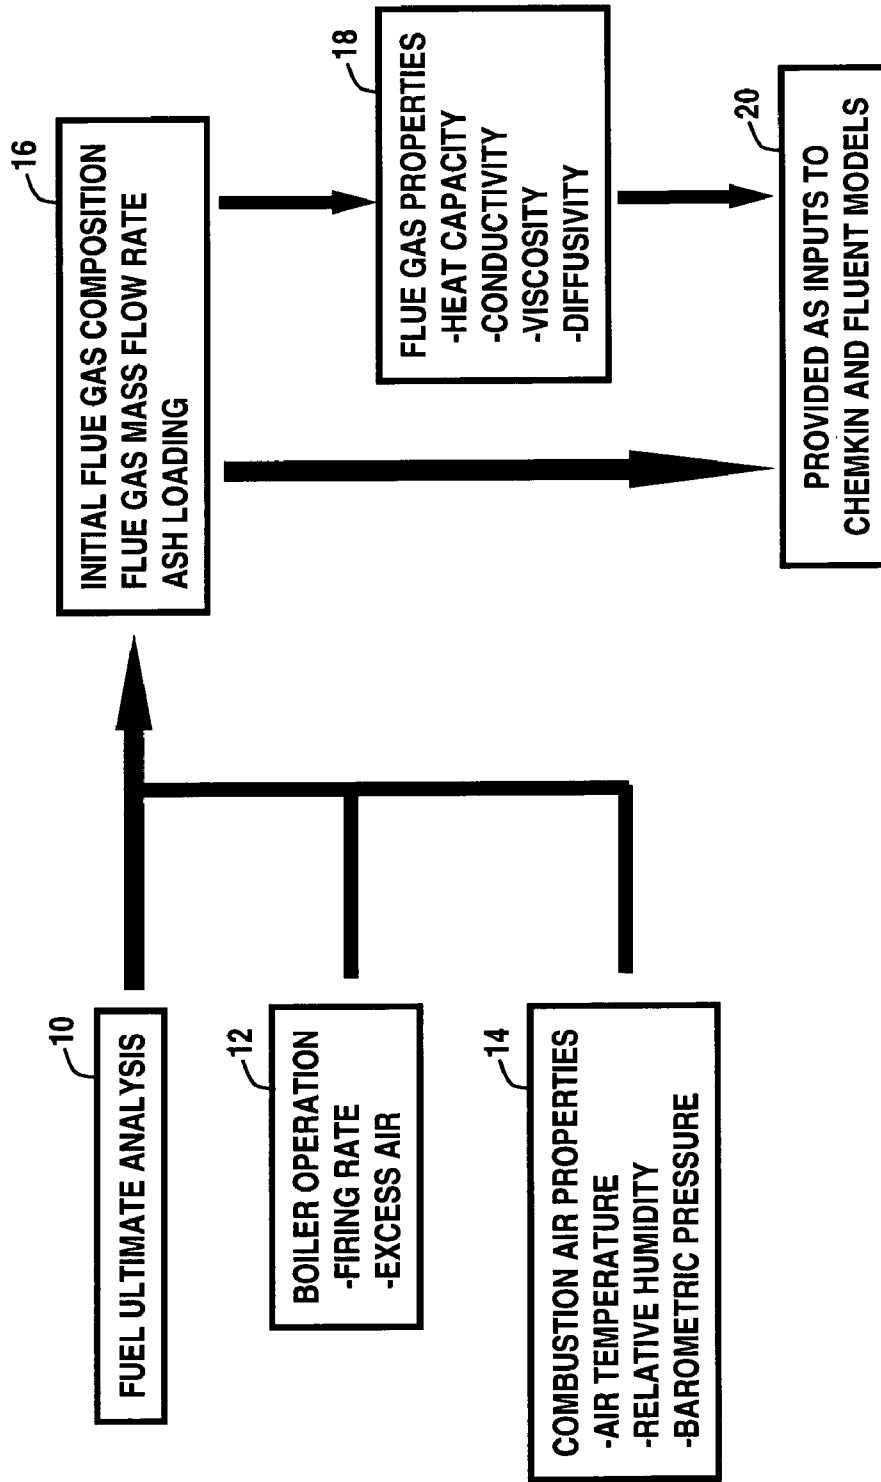 10
FUEL ULTIMATE ANALYSIS
12
BOILER OPERATION
-FIRING RATE
-EXCESS AIR
14
COMBUSTION AIR PROPERTIES
-AIR TEMPERATURE
-RELATIVE HUMIDITY
-BAROMETRIC PRESSURE
16
INITIAL FLUE GAS COMPOSITION
FLUE GAS MASS FLOW RATE
ASH LOADING
18
FLUE GAS PROPERTIES
-HEAT CAPACITY
-CONDUCTIVITY
-VISCOSITY
-DIFFUSIVITY
20
PROVIDED AS INPUTS TO
CHEMKIN AND FLUENT MODELS